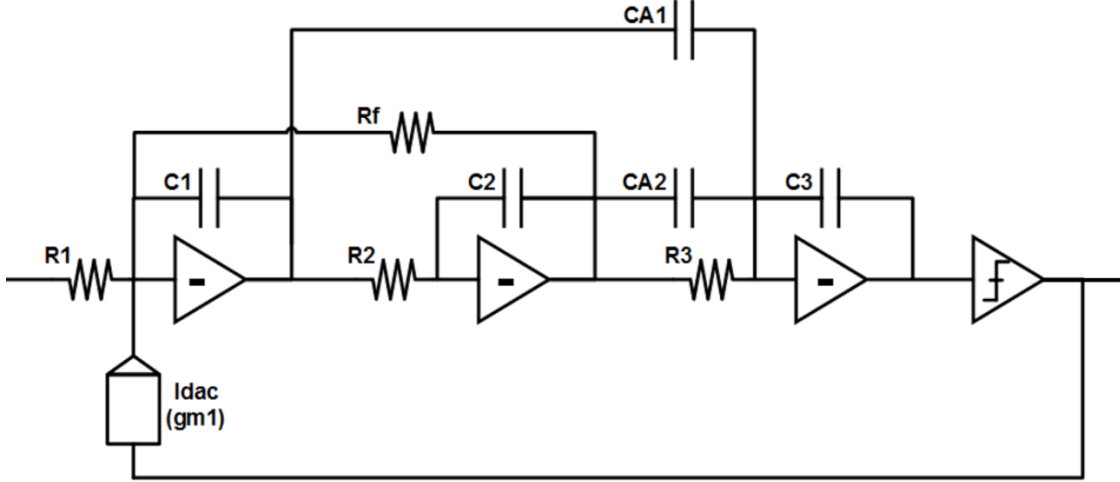 CA1
Rf
C1
C2
CA2
C3
R1
R2
R3
-
-
-
Idac
(gm1)